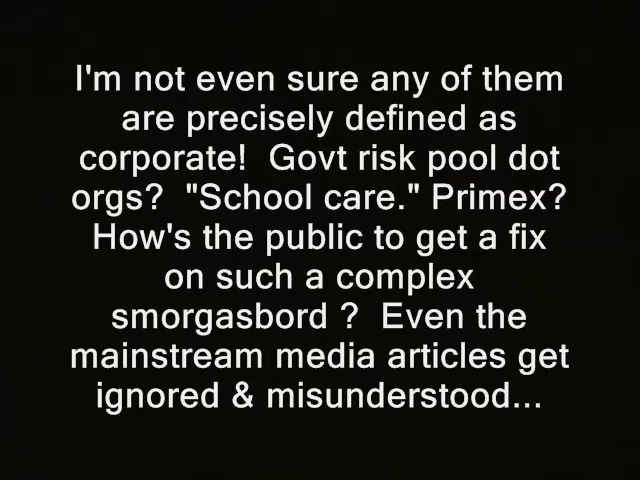 I'm not even sure any of them
are precisely defined as
corporate!  Govt risk pool dot
orgs?  "School care." Primex?
How's the public to get a fix
on such a complex
smorgasbord ?  Even the
mainstream media articles get
ignored & misunderstood...